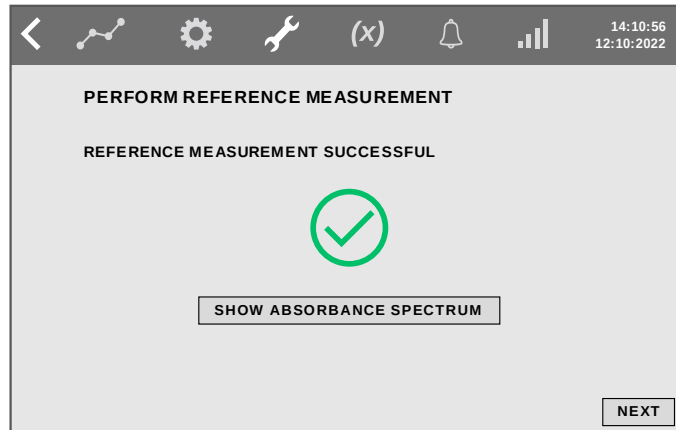 (x)
14:10:56
12:10:2022
PERFORM REFERENCE MEASUREMENT
REFERENCE MEASUREMENT SUCCESSFUL
SHOW ABSORBANCE SPECTRUM
NEXT